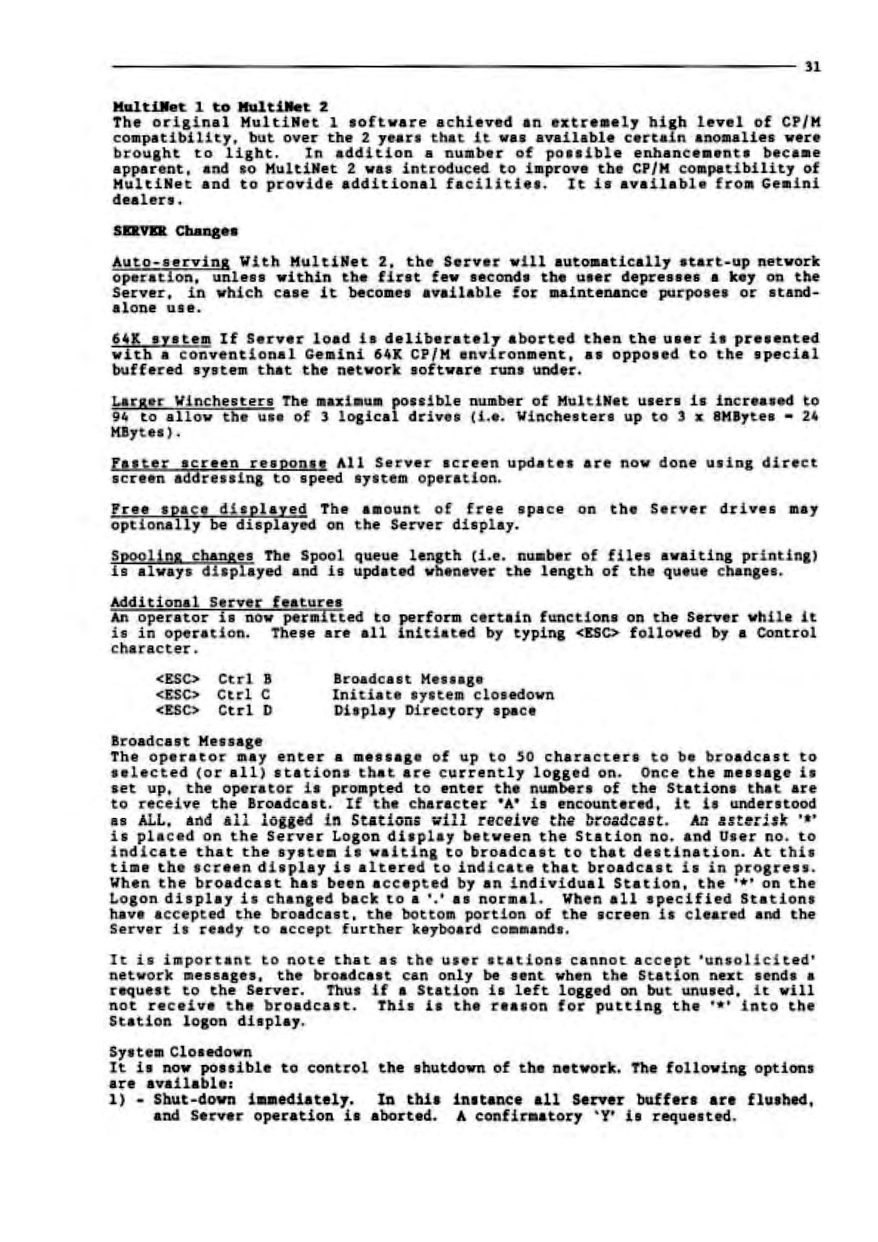 31
MultiNet 1 to MultiNet 2
The original MultiNet 1 software achieved an extremely high level of CP/M
compatibility, but over the 2 years that it was available certain anomalies were
brought to light. In addition a number of possible enhancements became
apparent, and so MultiNet 2 was introduced to improve the CP/M compatibility of
MultiNet and to provide additional facilities. It is available from Gemini
dealers.
SERVER Changes
Auto-serving With MultiNet 2, the Server will automatically start-up network
operation, unless within the first few seconds the user depresses a key on the
Server, in which case it becomes available for maintenance purposes or stand-
alone use.
64K system If Server load is deliberately aborted then the user is presented
with a conventional Gemini 64K CP/M environment, as opposed to the special
buffered system that the network software runs under.
Larger Winchesters The maximum possible number of MultiNet users is increased to
94 to allow the use of 3 logical drives (i.e. Winchesters up to 3 x 8MBytes = 24
MBytes).
Faster screen response All Server screen updates are now done using direct
screen addressing to speed system operation.
Free space displayed The amount of free space on the Server drives may
optionally be displayed on the Server display.
Spooling changes The Spool queue length (i.e. number of files awaiting printing)
is always displayed and is updated whenever the length of the queue changes.
Additional Server features
An operator is now permitted to perform certain functions on the Server while it
is in operation. These are all initiated by typing <ESC> followed by a Control
character.
<ESC> Ctrl B Broadcast Message
<ESC> Ctrl C Initiate system closedown
<ESC> Ctrl D Display Directory space
Broadcast Message
The operator may enter a message of up to 50 characters to be broadcast to
selected (or all) stations that are currently logged on. Once the message is
set up, the operator is prompted to enter the numbers of the Stations that are
to receive the Broadcast. If the character 'A' is encountered, it is understood
as ALL, and all logged in Stations will receive the broadcast. An asterisk '*'
is placed on the Server Logon display between the Station no. and User no. to
indicate that the system is waiting to broadcast to that destination. At this
time the screen display is altered to indicate that broadcast is in progress.
When the broadcast has been accepted by an individual Station, the '*' on the
Logon display is changed back to a '.' as normal. When all specified Stations
have accepted the broadcast, the bottom portion of the screen is cleared and the
Server is ready to accept further keyboard commands.
It is important to note that as the user stations cannot accept 'unsolicited'
network messages, the broadcast can only be sent when the Station next sends a
request to the Server. Thus if a Station is left logged on but unused, it will
not receive the broadcast. This is the reason for putting the '*' into the
Station logon display.
System Closedown
It is now possible to control the shutdown of the network. The following options
are available:
1) - Shut-down immediately. In this instance all Server buffers are flushed,
and Server operation is aborted. A confirmatory 'Y' is requested.